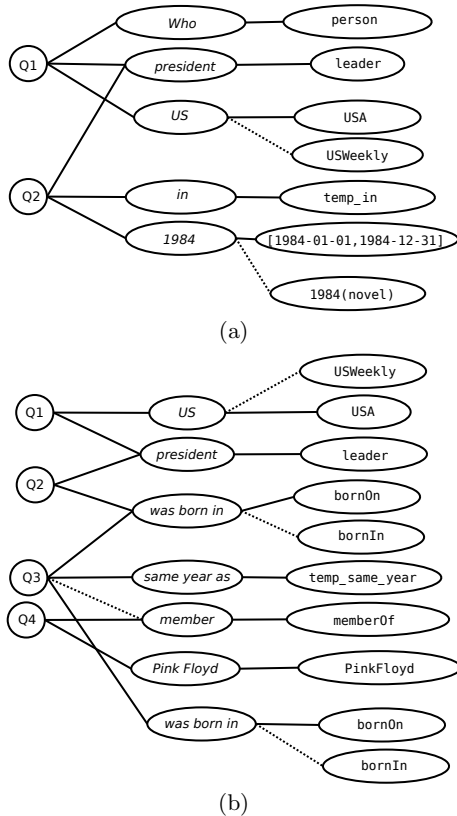 Who
person
Q1
president
leader
US
USA
USWeekly
Q2
in
temp_in
1984
[1984-01-01,1984-12-31]
1984(novel)
(a)
USWeekly
Q1
US
USA
president
leader
Q2
was born in
bornOn
bornIn
Q3
same year as
temp_same_year
Q4
member
memberOf
Pink Floyd
PinkFloyd
was born in
bornOn
bornIn
(b)